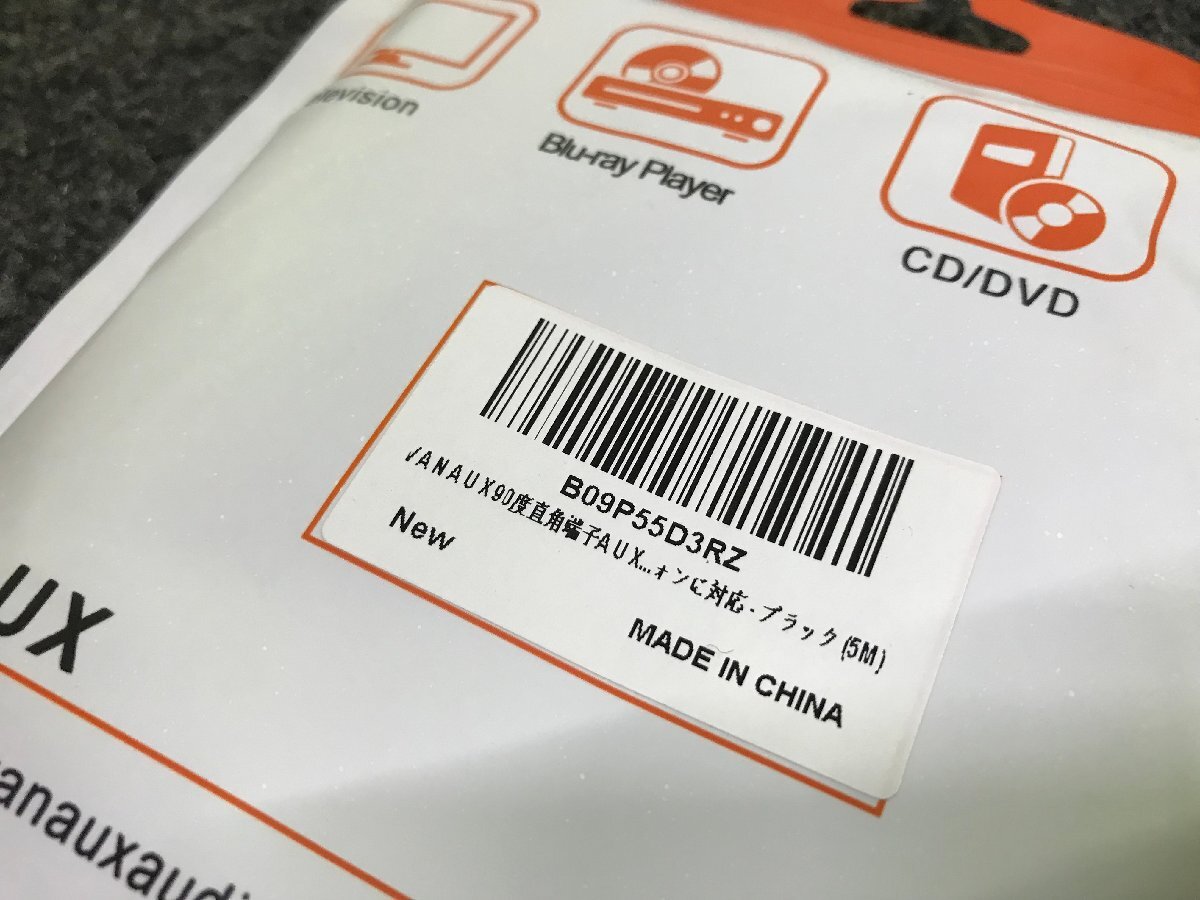 levision
Blu-ray Player
CD/DVD
B09P55D3RZ
VANAUX90度直角端子AUX...ォンに対応・ブラック(5M)
New
MADE IN CHINA
UX
anauxaudi